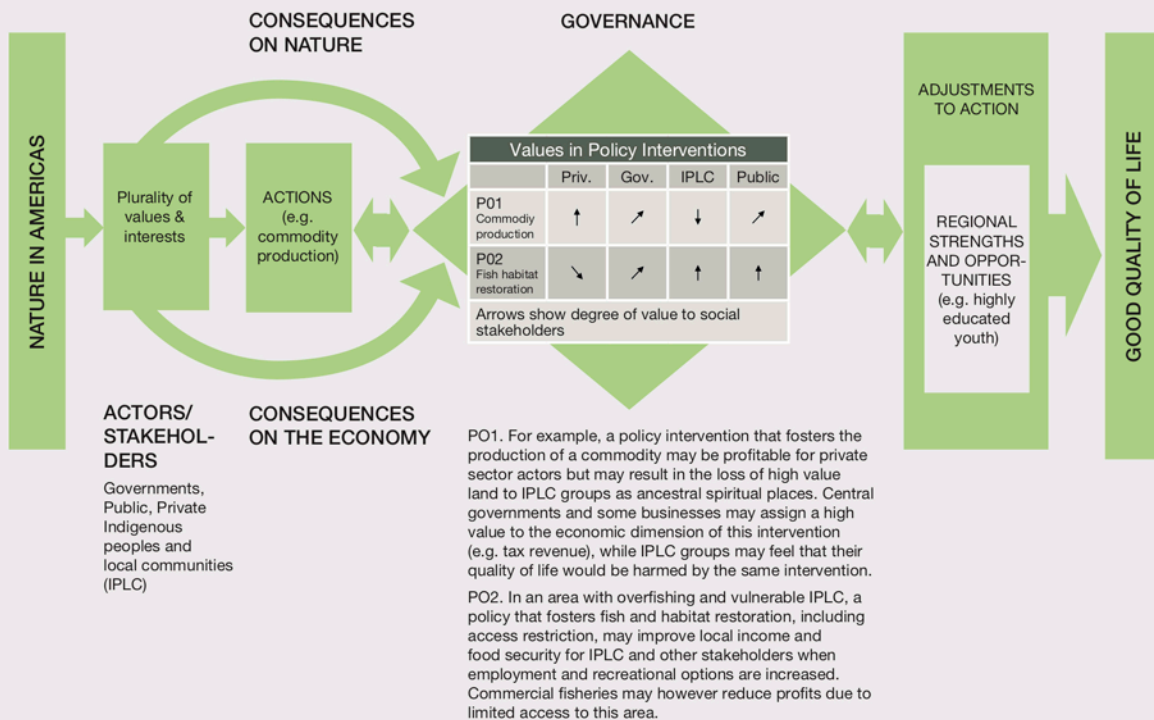 CONSEQUENCES
ON NATURE
GOVERNANCE
NATURE IN AMERICAS
Plurality of
values &
interests
ACTIONS
(e.g.
commodity
production)
Values in Policy Interventions
Priv. Gov. IPLC Public
P01
Commodiy
production
↑ ↗ ↓ ↗
P02
Fish habitat
restoration
↘ ↗ ↑ ↑
Arrows show degree of value to social
stakeholders
ADJUSTMENTS
TO ACTION
REGIONAL
STRENGTHS
AND OPPOR-
TUNITIES
(e.g. highly
educated
youth)
GOOD QUALITY OF LIFE
ACTORS/
STAKEHOL-
DERS
Governments,
Public, Private
Indigenous
peoples and
local communities
(IPLC)
CONSEQUENCES
ON THE ECONOMY
PO1. For example, a policy intervention that fosters the
production of a commodity may be profitable for private
sector actors but may result in the loss of high value
land to IPLC groups as ancestral spiritual places. Central
governments and some businesses may assign a high
value to the economic dimension of this intervention
(e.g. tax revenue), while IPLC groups may feel that their
quality of life would be harmed by the same intervention.
PO2. In an area with overfishing and vulnerable IPLC, a
policy that fosters fish and habitat restoration, including
access restriction, may improve local income and
food security for IPLC and other stakeholders when
employment and recreational options are increased.
Commercial fisheries may however reduce profits due to
limited access to this area.